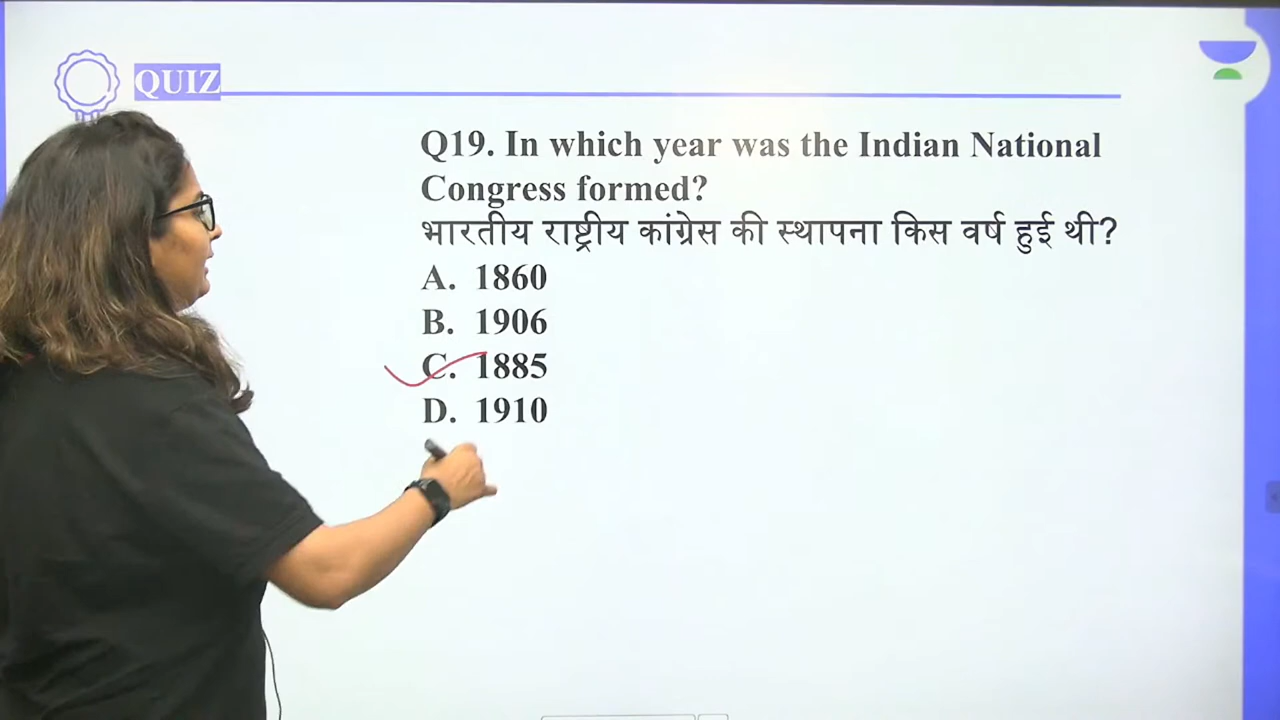 QUIZ
Q19. In which year was the Indian National
Congress formed?
भारतीय राष्ट्रीय कांग्रेस की स्थापना किस वर्ष हुई थी?
A. 1860
B. 1906
C. 1885
D. 1910